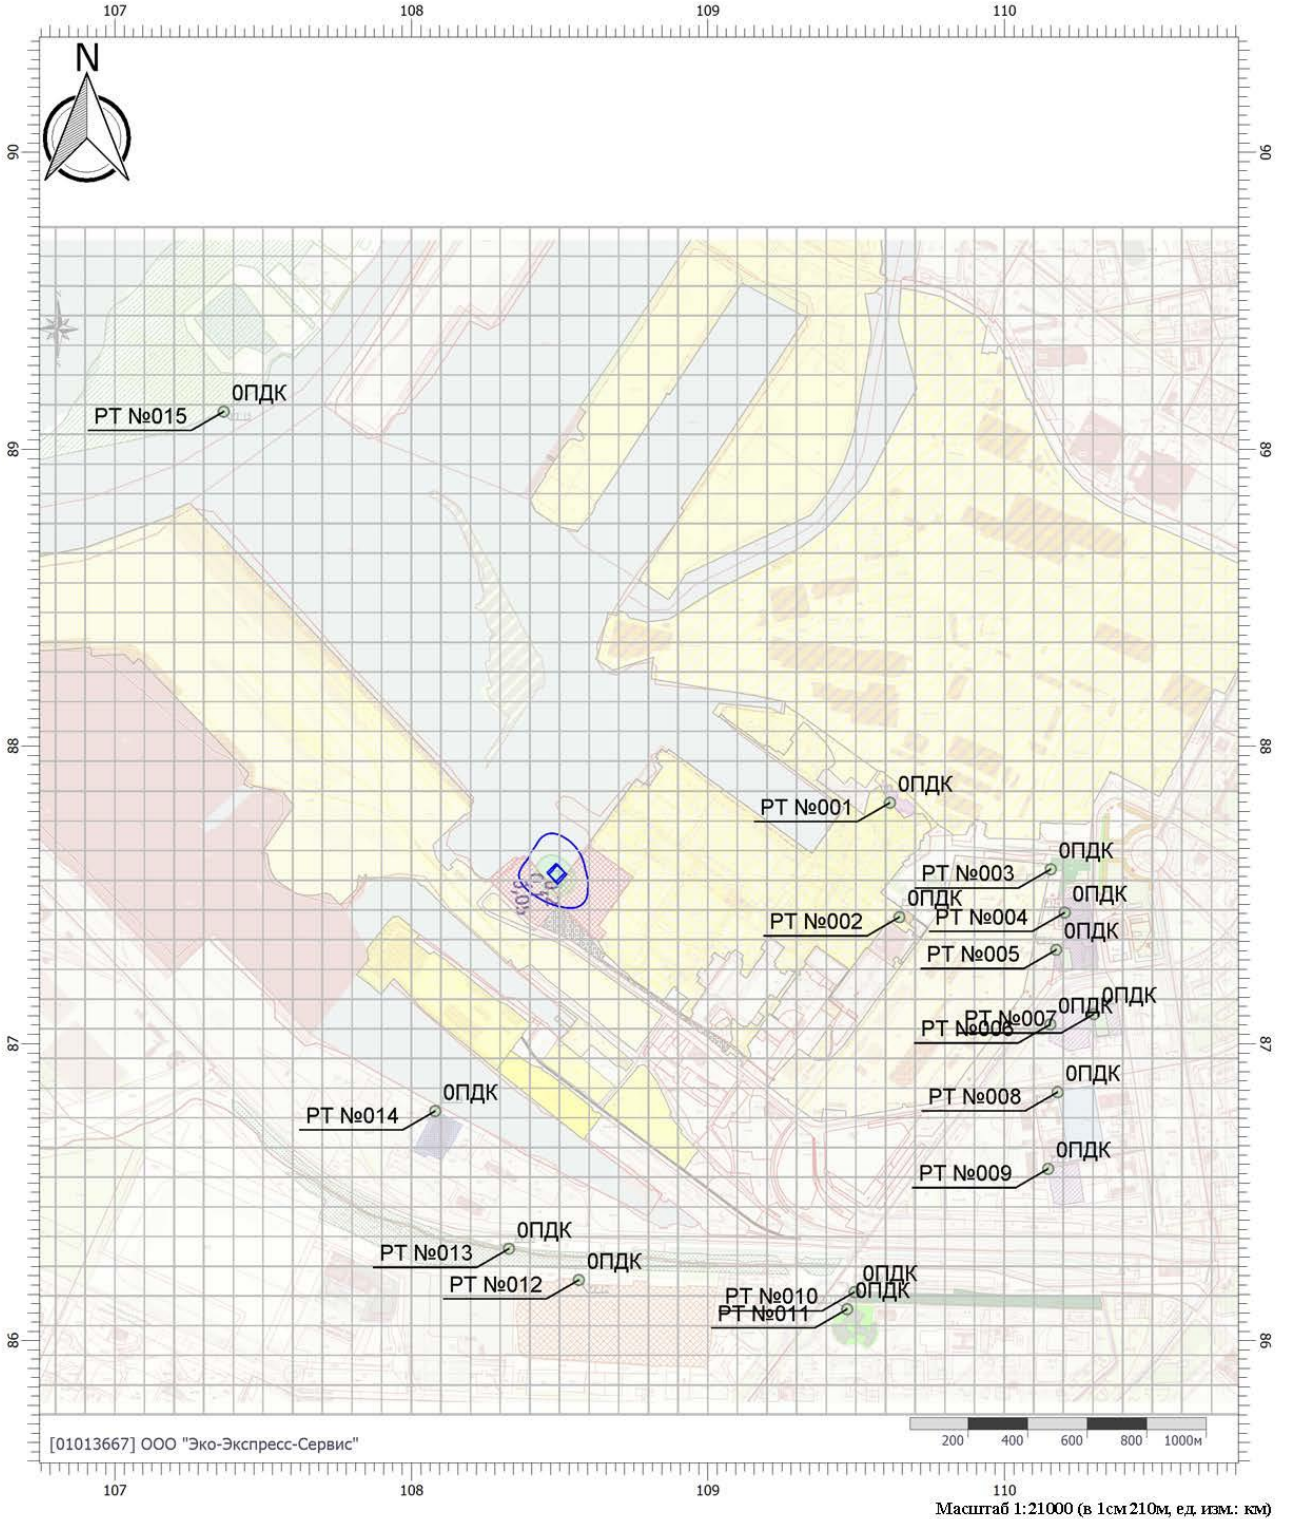 107 108 109 110
N
90 90
0ПДК
РТ №015
89 89
88 88
0ПДК
РТ №001
0ПДК
РТ №003
0ПДК
0ПДК
РТ №004
РТ №002
0ПДК
РТ №005
0ПДК
0ПДК
РТ №007
РТ №006
87 87
0ПДК
РТ №008
0ПДК
РТ №014
0ПДК
РТ №009
0ПДК
РТ №013
0ПДК
РТ №012
0ПДК
РТ №010
0ПДК
РТ №011
86 86
200 400 600 800 1000м
[01013667] ООО "Эко-Экспресс-Сервис"
107 108 109 110
Масштаб 1:21000 (в 1см 210м, ед. изм.: км)